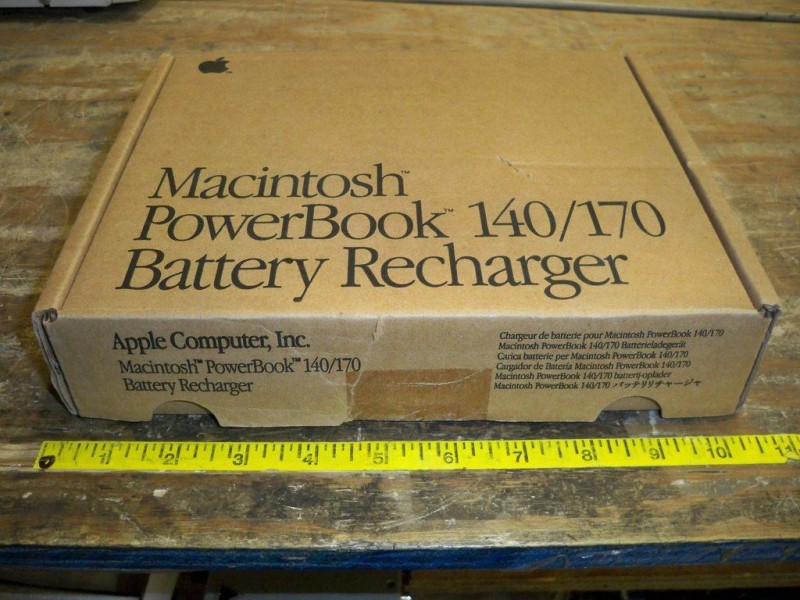 Macintosh™
PowerBook™ 140/170
Battery Recharger
Apple Computer, Inc.
Macintosh™ PowerBook™ 140/170
Battery Recharger
Chargeur de batterie pour Macintosh PowerBook 140/170
Macintosh PowerBook 140/170 Batterieladegerät
Carica batterie per Macintosh PowerBook 140/170
Cargador de Batería Macintosh PowerBook 140/170
Macintosh PowerBook 140/170 batterij-oplader
Macintosh PowerBook 140/170 バッテリリチャージャ
1 2 3 4 5 6 7 8 9 10